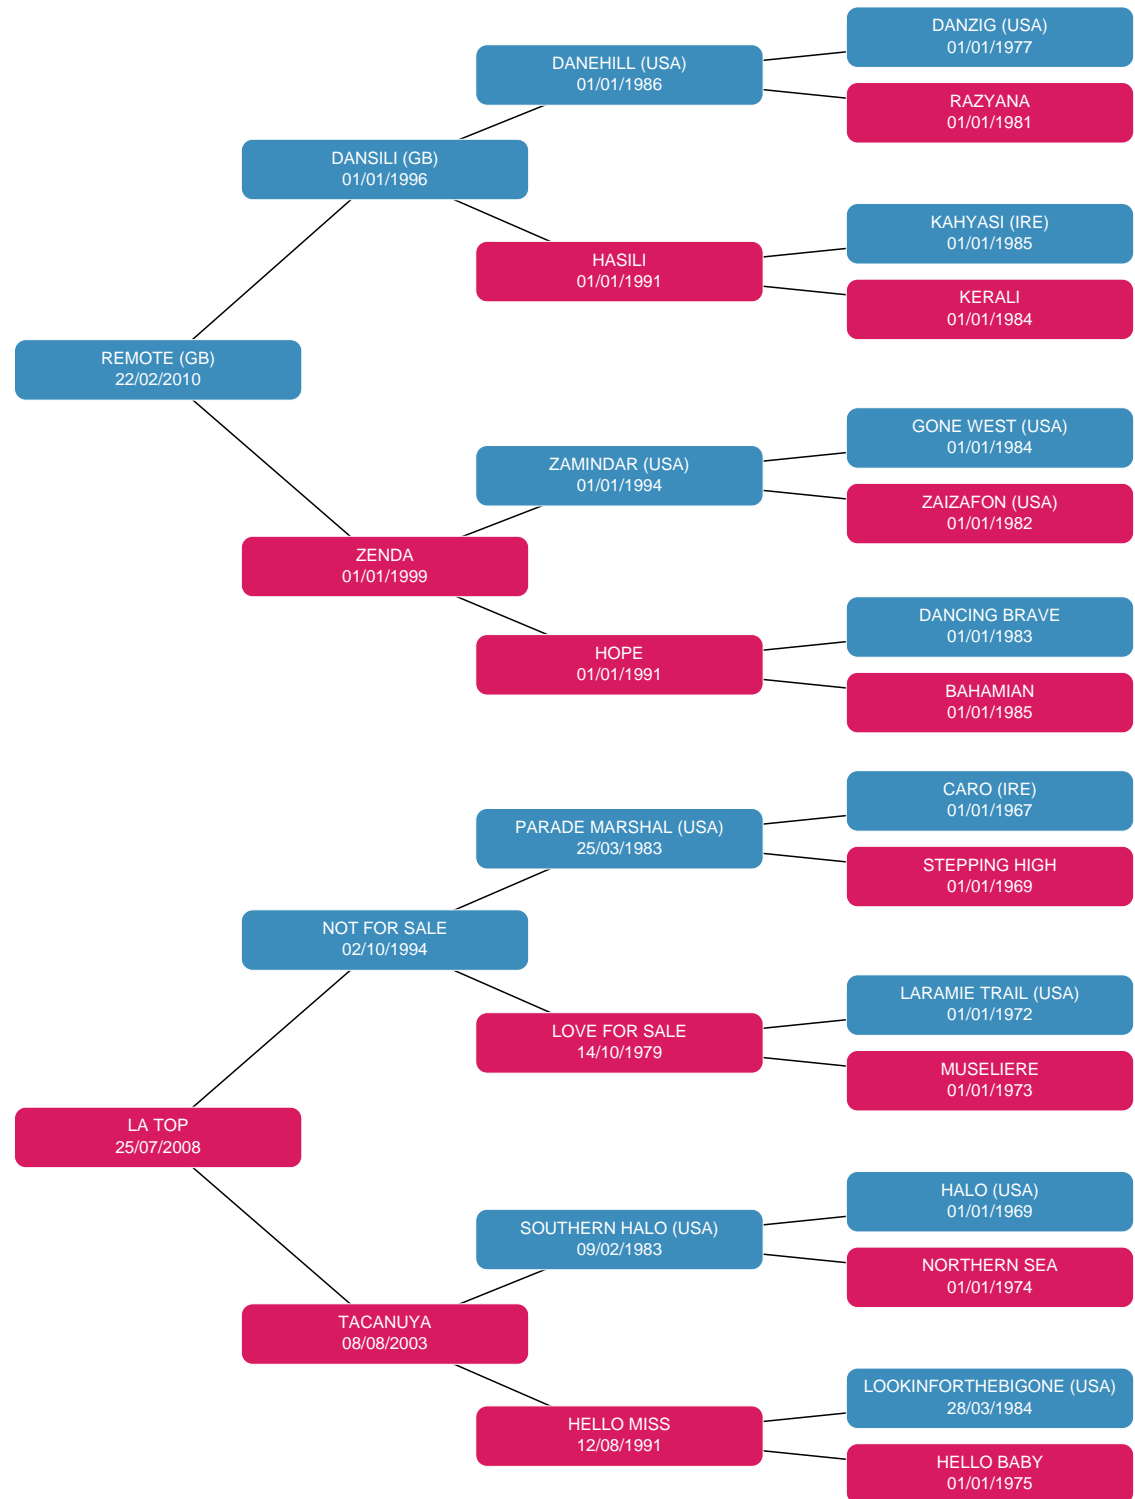 DANZIG (USA)
01/01/1977
DANEHILL (USA)
01/01/1986
RAZYANA
01/01/1981
DANSILI (GB)
01/01/1996
KAHYASI (IRE)
01/01/1985
HASILI
01/01/1991
KERALI
01/01/1984
REMOTE (GB)
22/02/2010
GONE WEST (USA)
01/01/1984
ZAMINDAR (USA)
01/01/1994
ZAIZAFON (USA)
01/01/1982
ZENDA
01/01/1999
DANCING BRAVE
01/01/1983
HOPE
01/01/1991
BAHAMIAN
01/01/1985
CARO (IRE)
01/01/1967
PARADE MARSHAL (USA)
25/03/1983
STEPPING HIGH
01/01/1969
NOT FOR SALE
02/10/1994
LARAMIE TRAIL (USA)
01/01/1972
LOVE FOR SALE
14/10/1979
MUSELIERE
01/01/1973
LA TOP
25/07/2008
HALO (USA)
01/01/1969
SOUTHERN HALO (USA)
09/02/1983
NORTHERN SEA
01/01/1974
TACANUYA
08/08/2003
LOOKINFORTHEBIGONE (USA)
28/03/1984
HELLO MISS
12/08/1991
HELLO BABY
01/01/1975